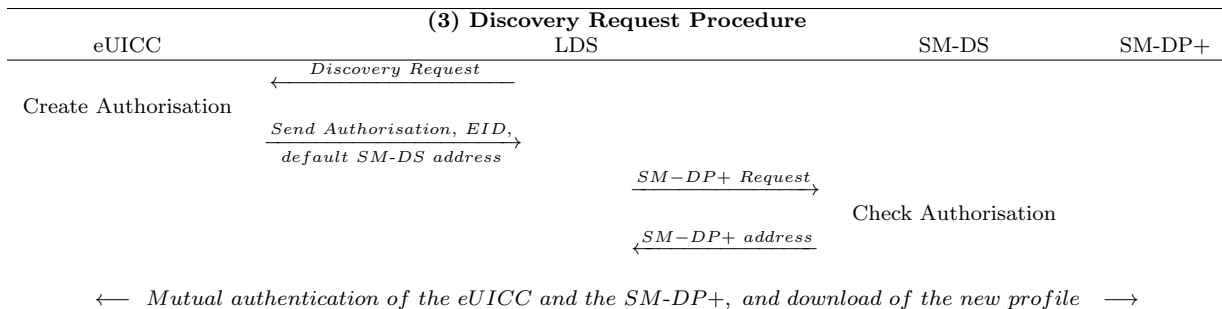 (3) Discovery Request Procedure
eUICC LDS SM-DS SM-DP+
Discovery Request
Create Authorisation
Send Authorisation, EID,
default SM-DS address
SM−DP+ Request
Check Authorisation
SM−DP+ address
Mutual authentication of the eUICC and the SM-DP+, and download of the new profile